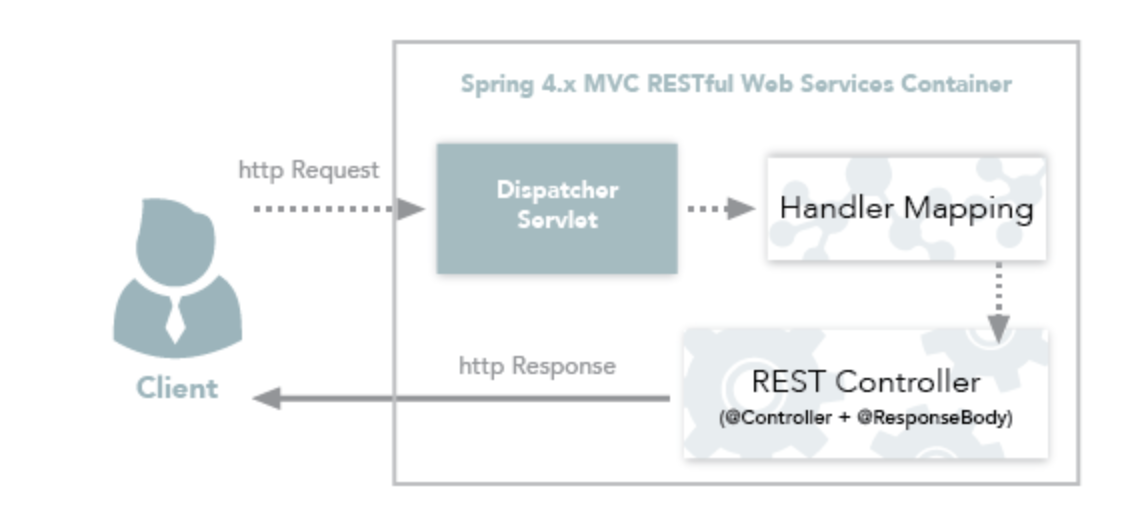 Spring 4.x MVC RESTful Web Services Container
http Request
Dispatcher
Servlet
Handler Mapping
http Response
REST Controller
(@Controller + @ResponseBody)
Client